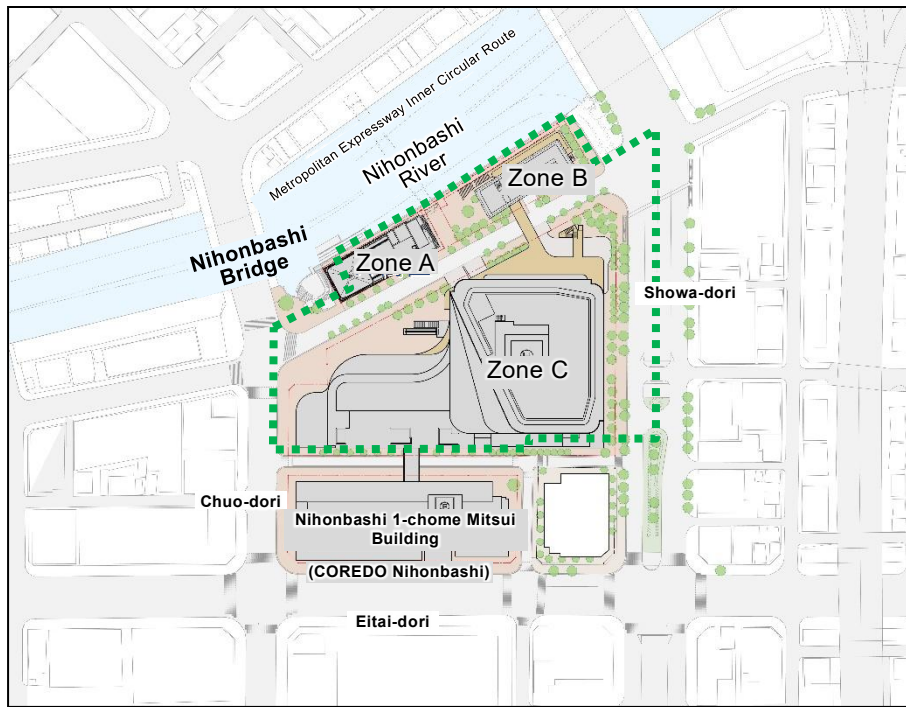 Metropolitan Expressway Inner Circular Route
Nihonbashi
River
Zone B
Nihonbashi
Bridge
Zone A
Showa-dori
Zone C
Chuo-dori
Nihonbashi 1-chome Mitsui
Building
(COREDO Nihonbashi)
Eitai-dori